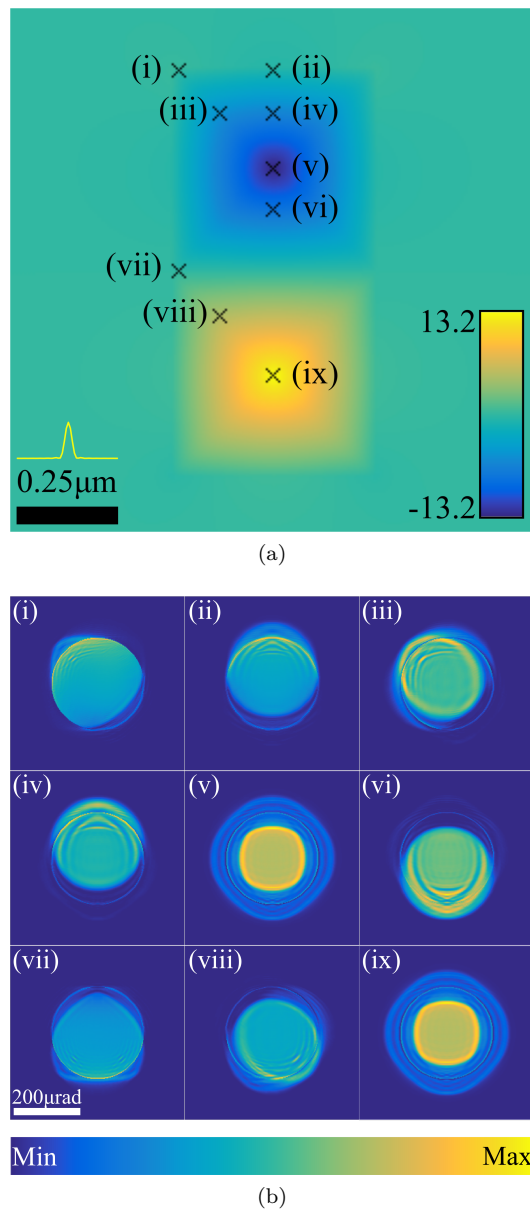 (i)
(ii)
(iii)
(iv)
(v)
(vi)
(vii)
(viii)
(ix)
13.2
-13.2
0.25μm
(a)
(i)
(ii)
(iii)
(iv)
(v)
(vi)
(vii)
(viii)
(ix)
200μrad
Min
Max
(b)